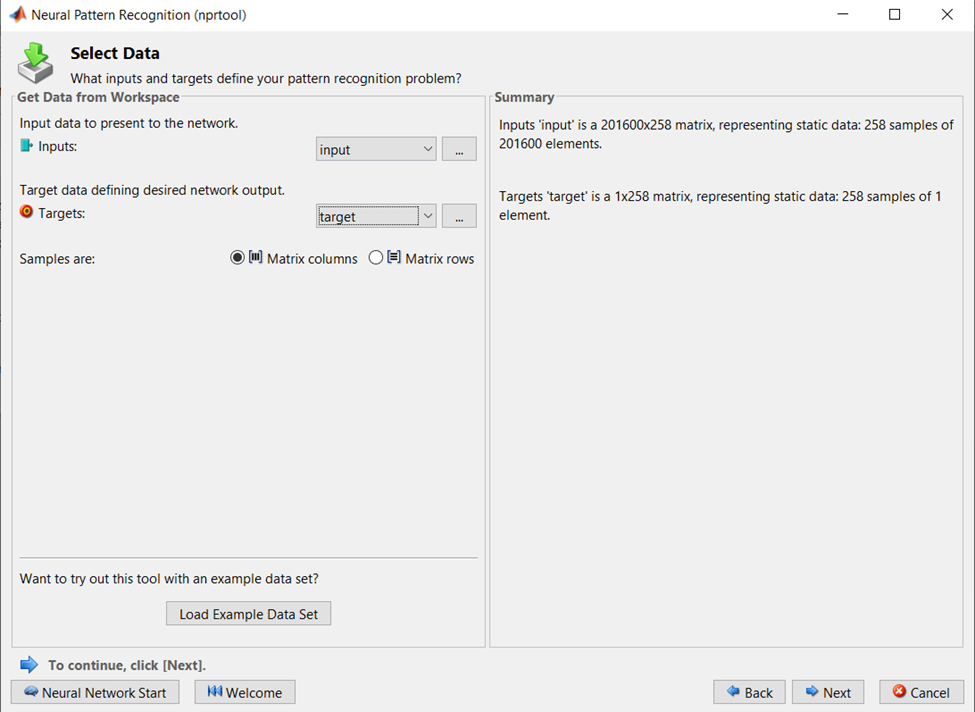 Neural Pattern Recognition (nprtool)
Select Data
What inputs and targets define your pattern recognition problem?
Get Data from Workspace
Input data to present to the network.
Inputs:
input
...
Target data defining desired network output.
Targets:
target
...
Samples are:
Matrix columns
Matrix rows
Want to try out this tool with an example data set?
Load Example Data Set
Summary
Inputs 'input' is a 201600x258 matrix, representing static data: 258 samples of
201600 elements.
Targets 'target' is a 1x258 matrix, representing static data: 258 samples of 1
element.
To continue, click [Next].
Neural Network Start
Welcome
Back
Next
Cancel